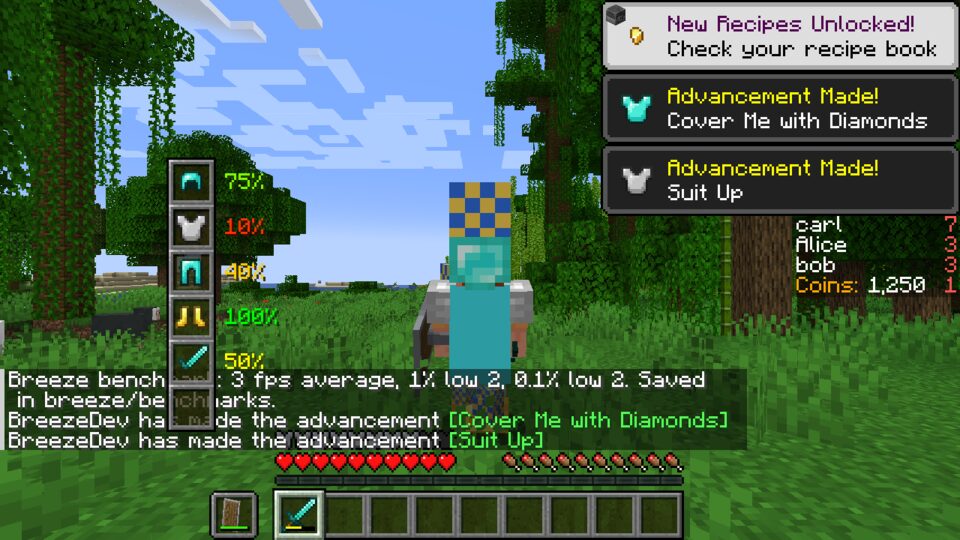 New Recipes Unlocked!
Check your recipe book
Advancement Made!
Cover Me with Diamonds
Advancement Made!
Suit Up
carl 7
Alice 3
bob 3
Coins: 1,250 1
75%
10%
40%
100%
50%
Breeze bench : 3 fps average, 1% low 2, 0.1% low 2. Saved
in breeze/benchmarks.
BreezeDev has made the advancement [Cover Me with Diamonds]
BreezeDev has made the advancement [Suit Up]